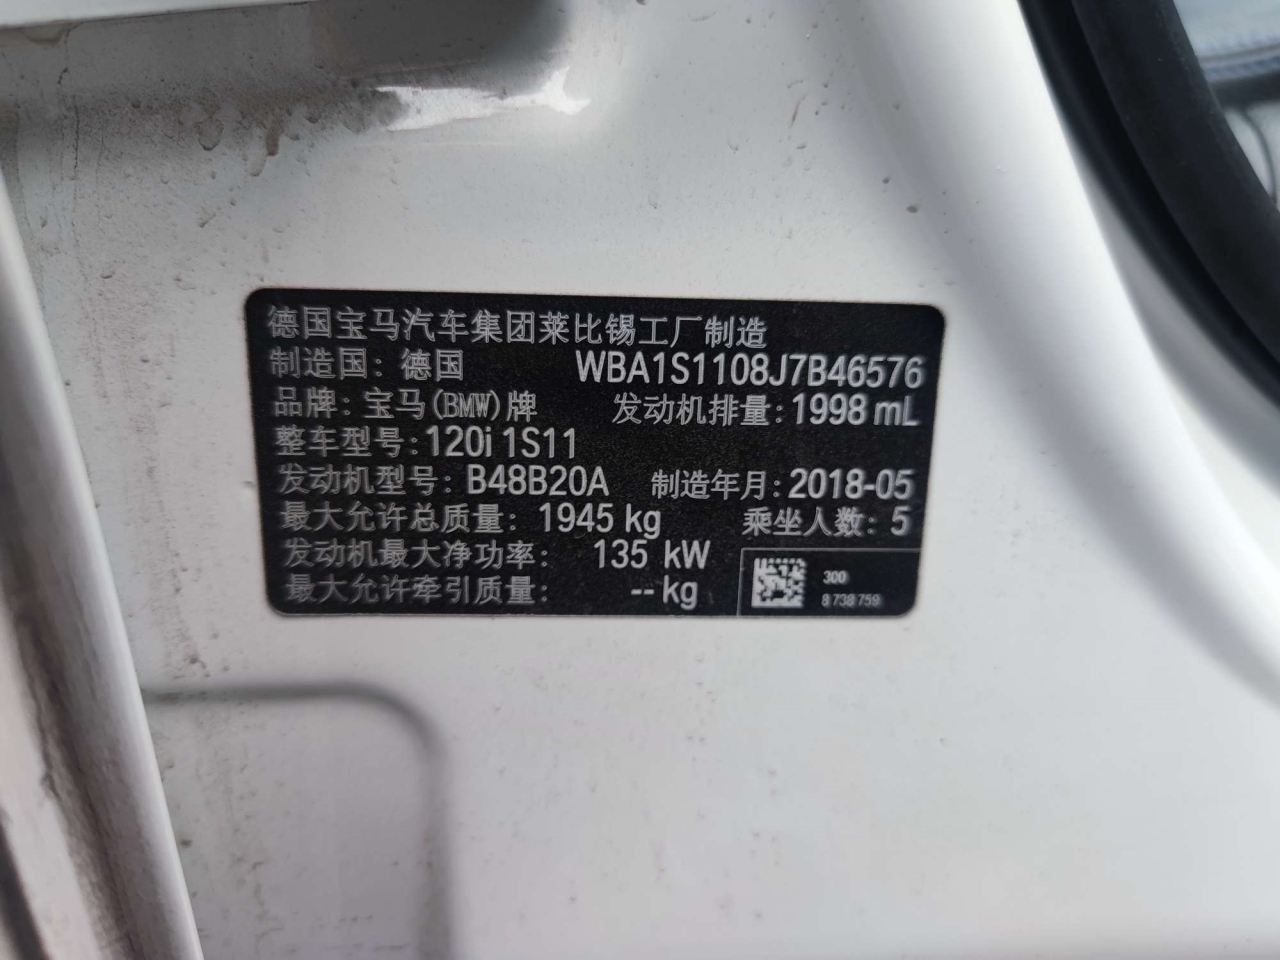 德国宝马汽车集团莱比锡工厂制造
制造国：德国 WBA1S1108J7B46576
品牌：宝马(BMW)牌 发动机排量：1998 mL
整车型号：120i 1S11
发动机型号：B48B20A 制造年月：2018-05
最大允许总质量：1945 kg 乘坐人数：5
发动机最大净功率：135 kW
最大允许牵引质量：-- kg
300
8 738 759